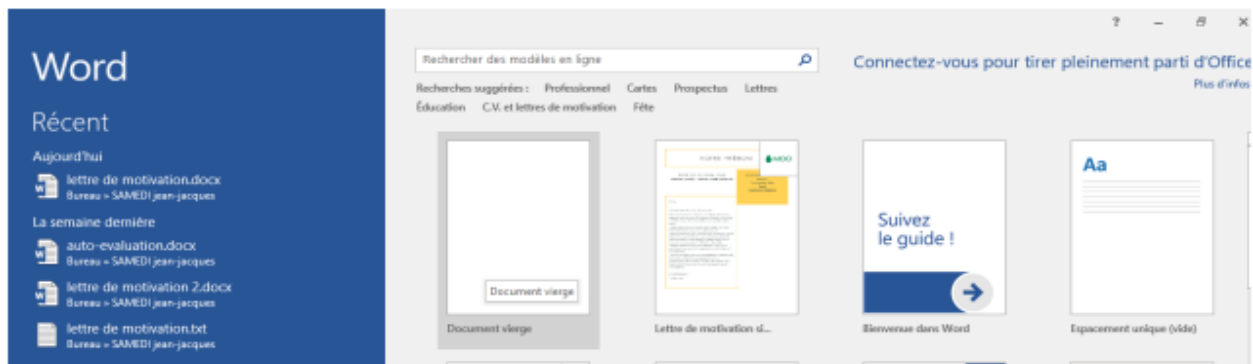 Word
Récent
Aujourd'hui
lettre de motivation.docx
Bureau » SAMEDI jean-jacques
La semaine dernière
auto-evaluation.docx
Bureau » SAMEDI jean-jacques
lettre de motivation 2.docx
Bureau » SAMEDI jean-jacques
lettre de motivation.txt
Bureau » SAMEDI jean-jacques
?
Rechercher des modèles en ligne
Connectez-vous pour tirer pleinement parti d'Office
Plus d'infos
Recherches suggérées : Professionnel Cartes Prospectus Lettres
Éducation C.V. et lettres de motivation Fête
Document vierge
Document vierge
Lettre de motivation si...
Suivez
le guide !
Bienvenue dans Word
Aa
Espacement unique (vide)